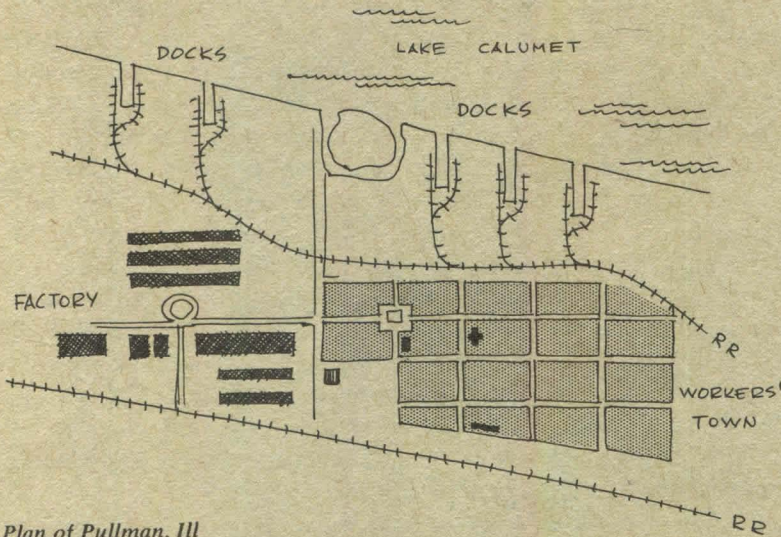 DOCKS
LAKE CALUMET
DOCKS
FACTORY
RR
WORKERS'
TOWN
RR
Plan of Pullman, Ill